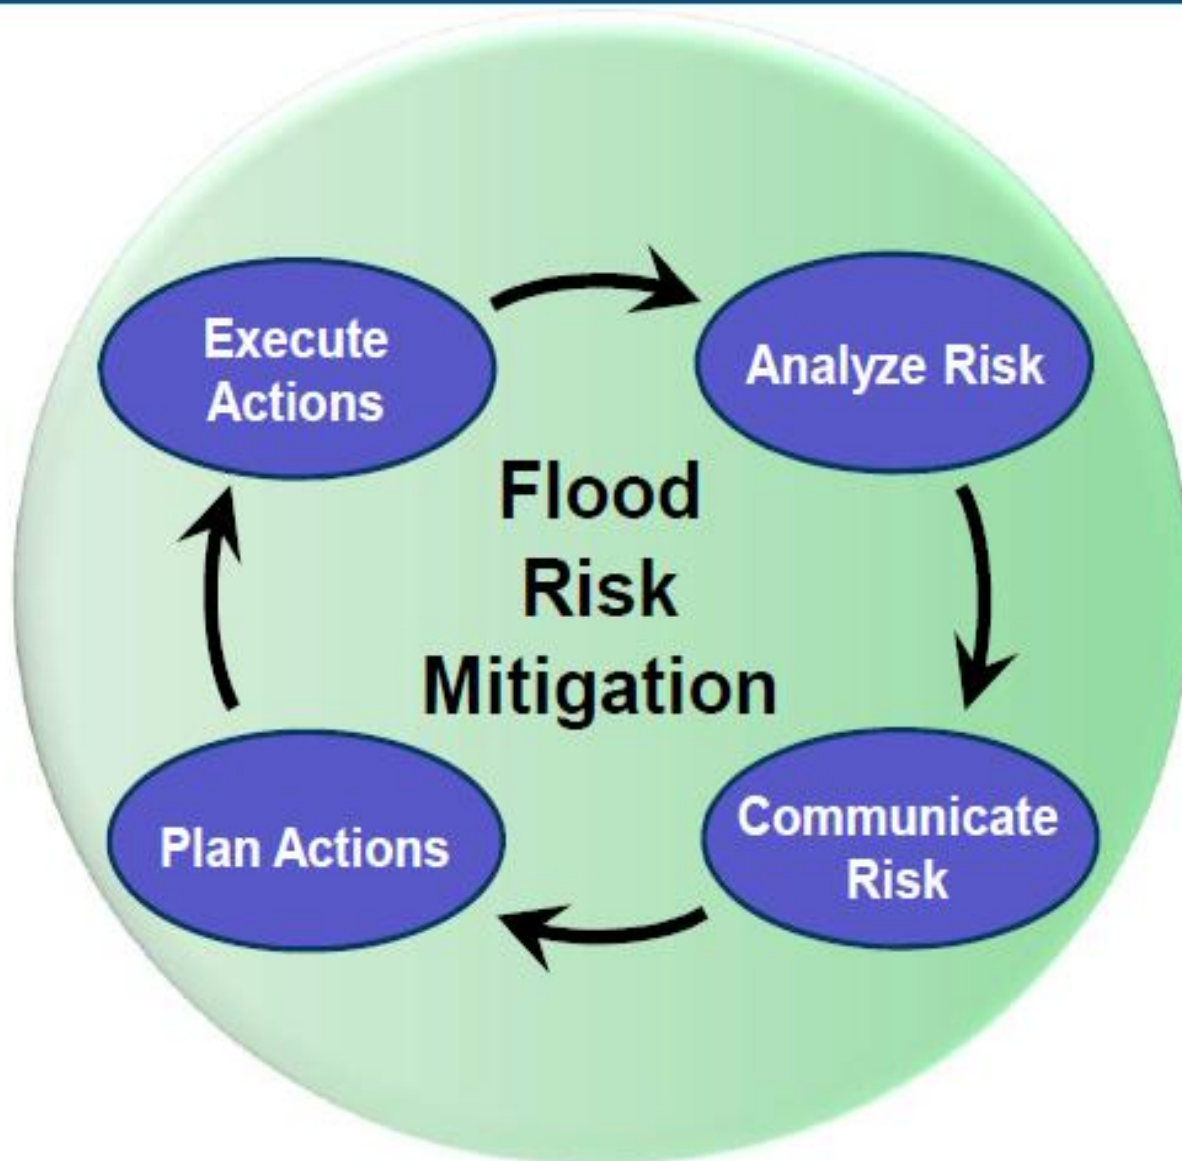 Execute
Actions
Analyze Risk
Flood
Risk
Mitigation
Plan Actions
Communicate
Risk